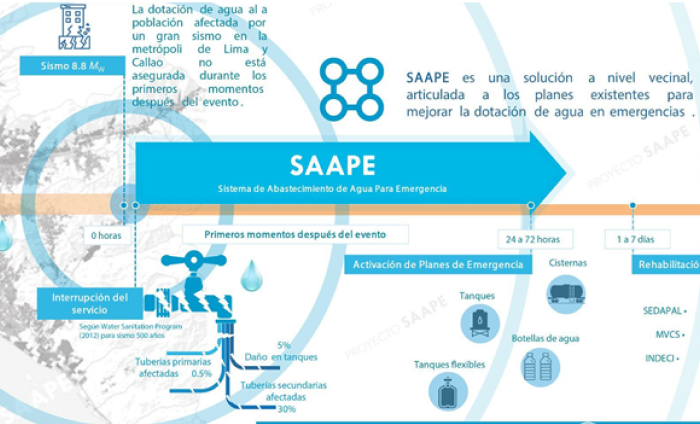 La dotación de agua al a
población afectada por
un gran sismo en la
metrópoli de Lima y
Callao no está
asegurada durante los
primeros momentos
después del evento.
Sismo 8.8 Mw
SAAPE es una solución a nivel vecinal,
articulada a los planes existentes para
mejorar la dotación de agua en emergencias .
SAAPE
Sistema de Abastecimiento de Agua Para Emergencia
0 horas
Primeros momentos después del evento
24 a 72 horas
1 a 7 días
Activación de Planes de Emergencia
Rehabilitació
Interrupción del
servicio
Según Water Sanitation Program
(2012) para sismo 500 años
Tuberías primarias
afectadas 0.5%
5%
Daño en tanques
Tuberías secundarias
afectadas
30%
Cisternas
Tanques
Botellas de agua
Tanques flexibles
SEDAPAL •
MVCS •
INDECI •
PROYECTO SAAPE
PROYECTO SAAPE